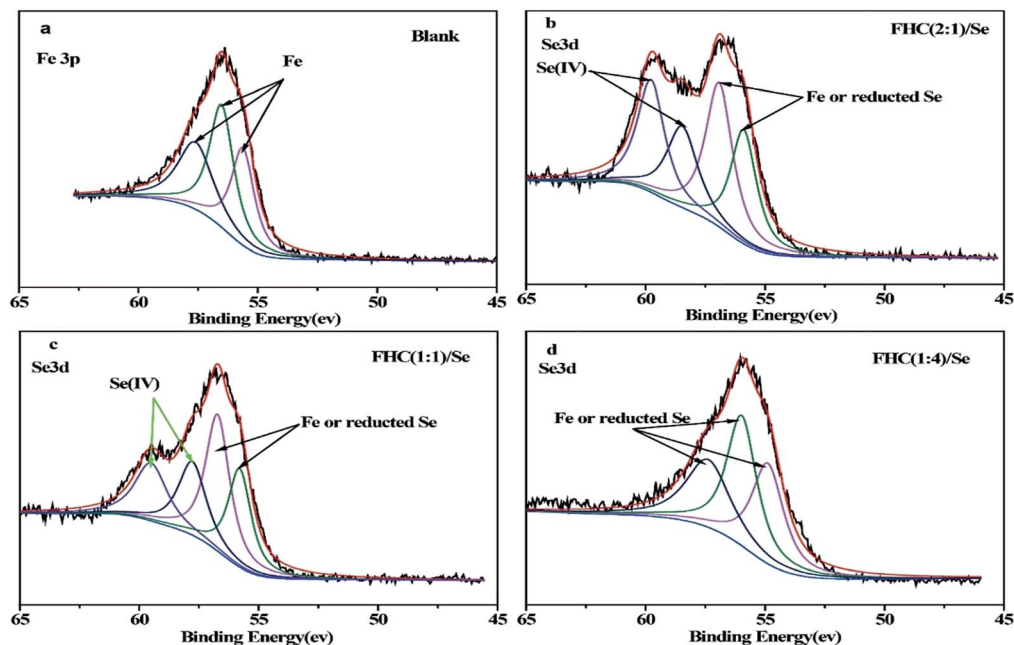 a
Blank
Fe 3p
Fe
65 60 55 50 45
Binding Energy(ev)
b
FHC(2:1)/Se
Se3d
Se(IV)
Fe or reducted Se
65 60 55 50 45
Binding Energy(ev)
c
FHC(1:1)/Se
Se3d
Se(IV)
Fe or reducted Se
65 60 55 50 45
Binding Energy(ev)
d
FHC(1:4)/Se
Se3d
Fe or reducted Se
65 60 55 50 45
Binding Energy(ev)